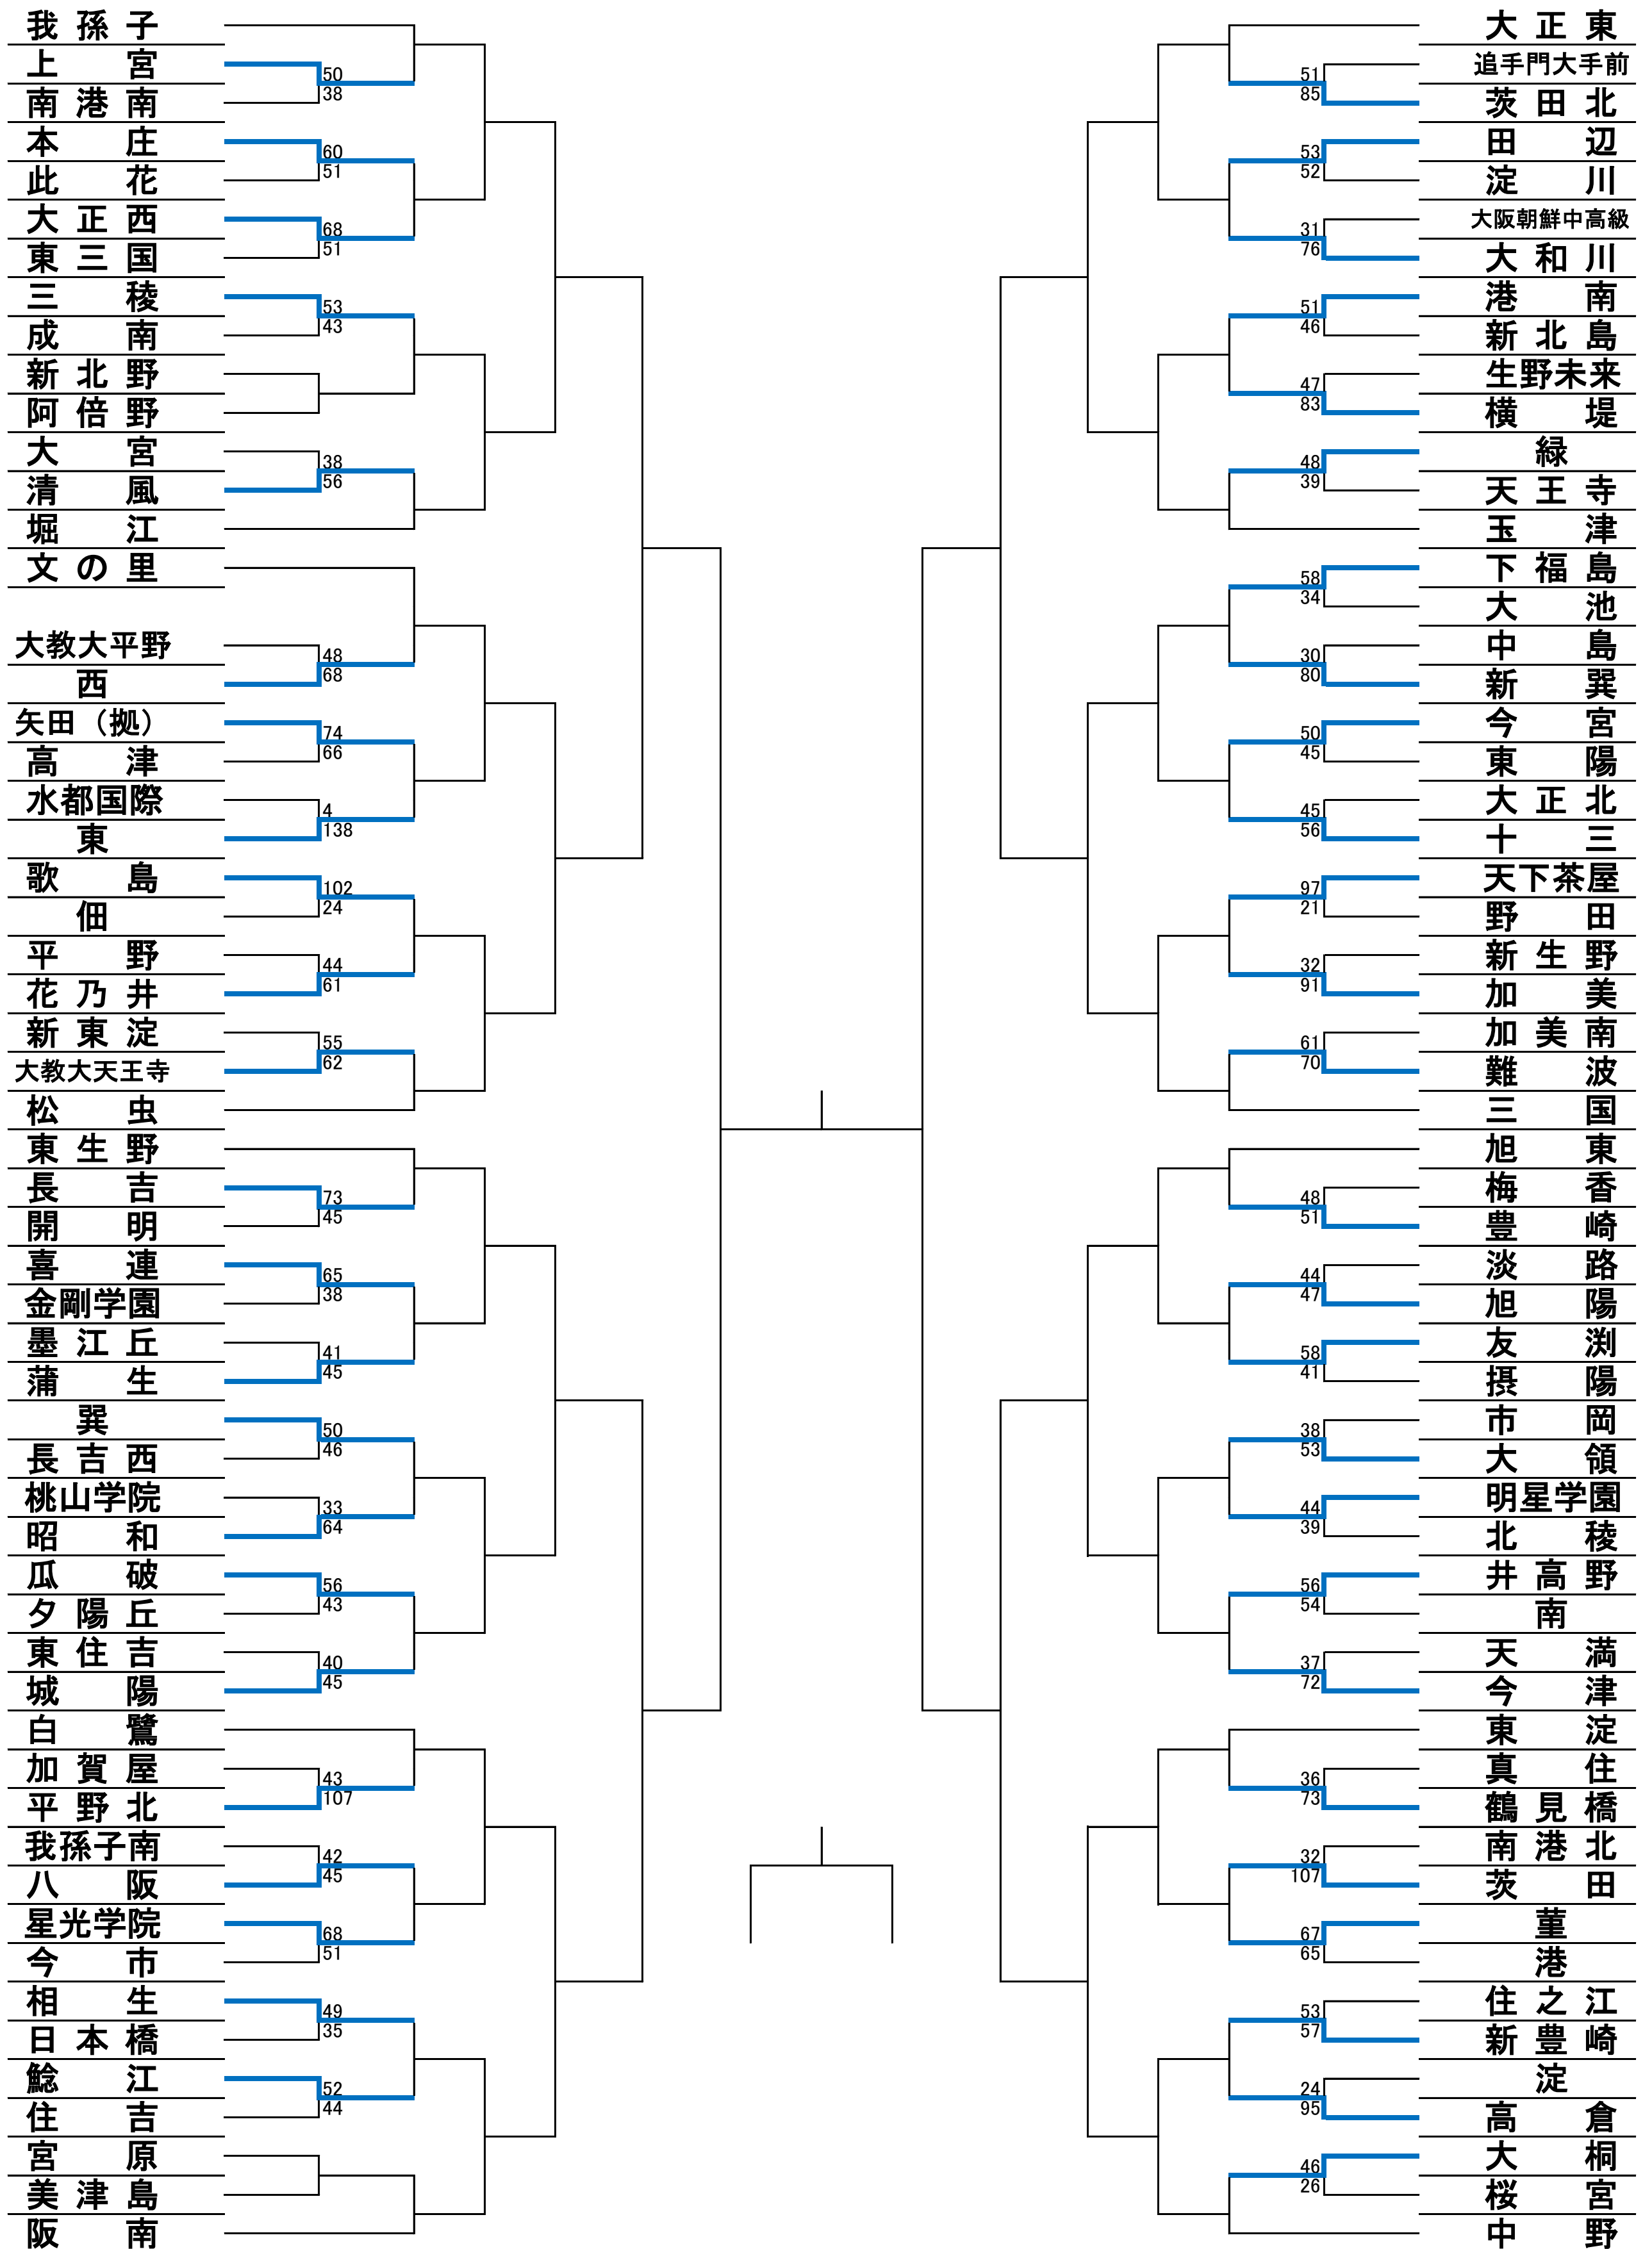 我孫子
上宮
50
38
南港南
本庄
60
51
此花
大正西
68
51
東三国
三稜
53
43
成南
新北野
阿倍野
大宮
38
56
清風
堀江
文の里
大教大平野
48
68
西
矢田（拠）
74
66
高津
水都国際
4
138
東
歌島
102
24
佃
平野
44
61
花乃井
新東淀
55
62
大教大天王寺
松虫
東生野
長吉
73
45
開明
喜連
65
38
金剛学園
墨江丘
41
45
蒲生
巽
50
46
長吉西
桃山学院
33
64
昭和
瓜破
56
43
夕陽丘
東住吉
40
45
城陽
白鷺
加賀屋
43
107
平野北
我孫子南
42
45
八阪
星光学院
68
51
今市
相生
49
35
日本橋
鯰江
52
44
住吉
宮原
美津島
阪南
大正東
追手門大手前
51
85
茨田北
田辺
53
52
淀川
大阪朝鮮中高級
31
76
大和川
港南
51
46
新北島
生野未来
47
83
横堤
緑
48
39
天王寺
玉津
下福島
58
34
大池
中島
30
80
新巽
今宮
50
45
東陽
大正北
45
56
十三
天下茶屋
97
21
野田
新生野
32
91
加美
加美南
61
70
難波
三国
旭東
梅香
48
51
豊崎
淡路
44
47
旭陽
友渕
58
41
摂陽
市岡
38
53
大領
明星学園
44
39
北稜
井高野
56
54
南
天満
37
72
今津
東淀
真住
36
73
鶴見橋
南港北
32
107
茨田
菫
67
65
港
住之江
53
57
新豊崎
淀
24
95
高倉
大桐
46
26
桜宮
中野